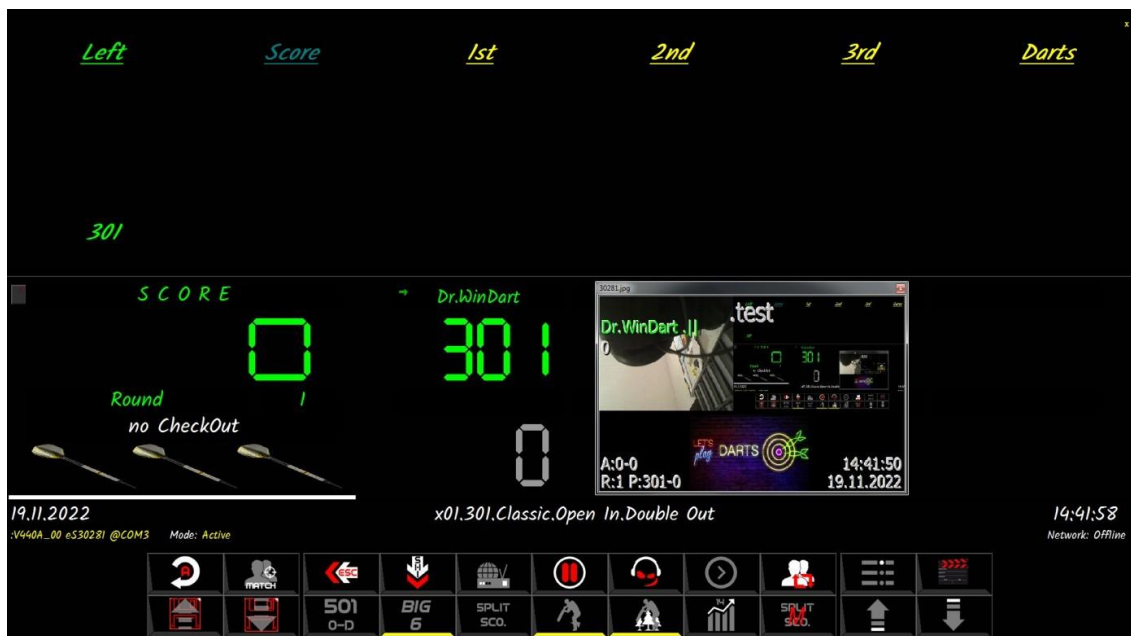 x
Left Score 1st 2nd 3rd Darts
301
SCORE
0
Round 1
no CheckOut
→ Dr.WinDart
301
0
30281.jpg
.test
Dr.WinDart .||
0
301
0
LET'S play DARTS
A:0-0 14:41:50
R:1 P:301-0 19.11.2022
19.11.2022 x01.301.Classic.Open In.Double Out 14:41:58
:V440A_00 eS30281 @COM3 Mode: Active Network: Offline
A MATCH ESC
501 0-D BIG 6 SPLIT SCO. SPLIT SCO. M